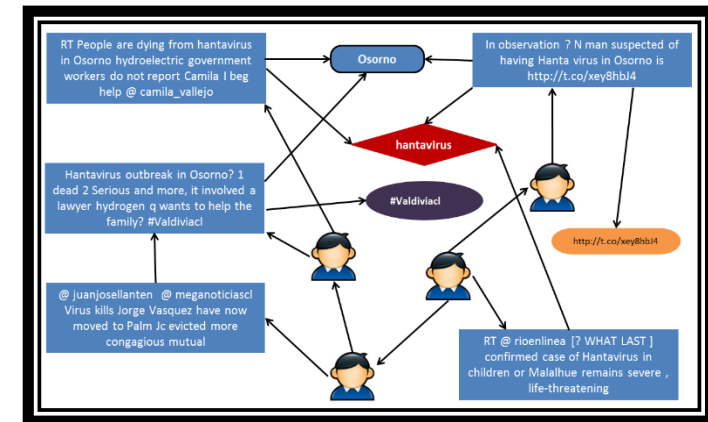 RT People are dying from hantavirus
in Osorno hydroelectric government
workers do not report Camila I beg
help @ camila_vallejo
Osorno
In observation ? N man suspected of
having Hanta virus in Osorno is
http://t.co/xey8hbJ4
hantavirus
Hantavirus outbreak in Osorno? 1
dead 2 Serious and more, it involved a
lawyer hydrogen q wants to help the
family? #Valdiviacl
#Valdiviacl
http://t.co/xey8hbJ4
@ juanjosellanten @ meganoticiascl
Virus kills Jorge Vasquez have now
moved to Palm Jc evicted more
contagious mutual
RT @ rioenlinea [? WHAT LAST ]
confirmed case of Hantavirus in
children or Malalhue remains severe ,
life-threatening